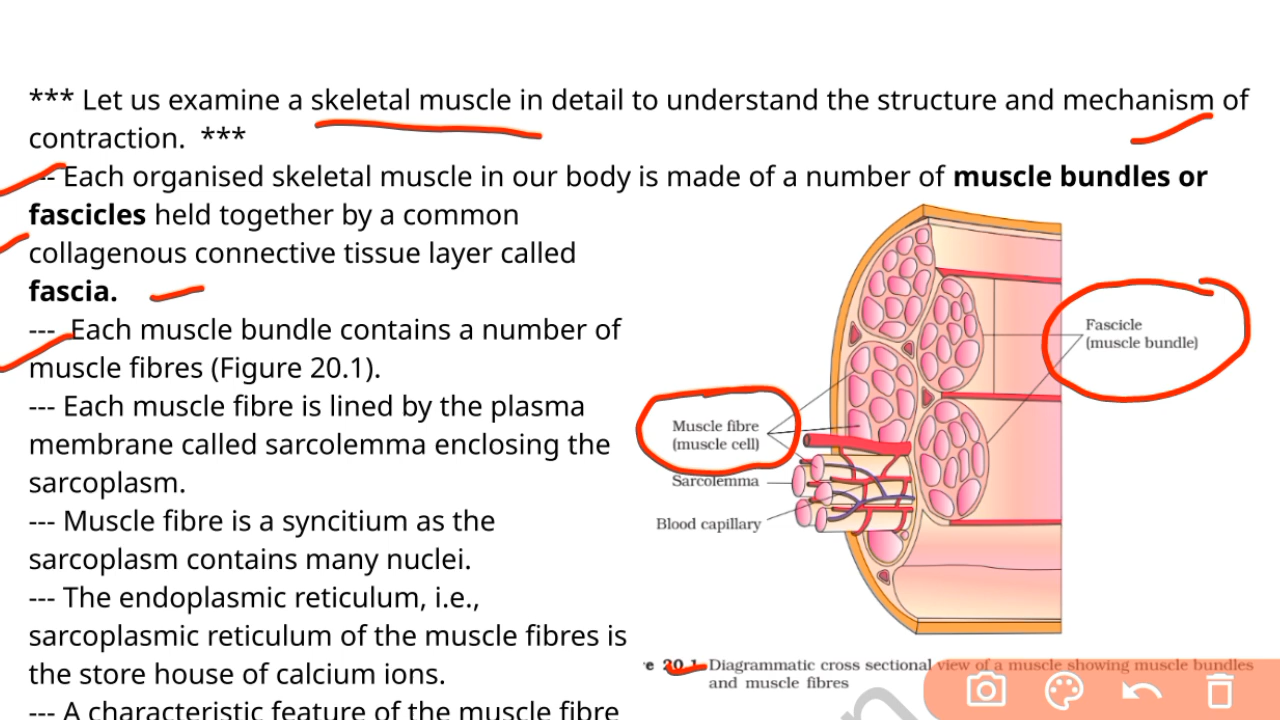 *** Let us examine a skeletal muscle in detail to understand the structure and mechanism of
contraction.  ***
--- Each organised skeletal muscle in our body is made of a number of muscle bundles or
fascicles held together by a common
collagenous connective tissue layer called
fascia.
---  Each muscle bundle contains a number of
muscle fibres (Figure 20.1).
--- Each muscle fibre is lined by the plasma
membrane called sarcolemma enclosing the
sarcoplasm.
--- Muscle fibre is a syncitium as the
sarcoplasm contains many nuclei.
--- The endoplasmic reticulum, i.e.,
sarcoplasmic reticulum of the muscle fibres is
the store house of calcium ions.
--- A characteristic feature of the muscle fibre
Fascicle
(muscle bundle)
Muscle fibre
(muscle cell)
Sarcolemma
Blood capillary
e 20.1 Diagrammatic cross sectional view of a muscle showing muscle bundles
and muscle fibres